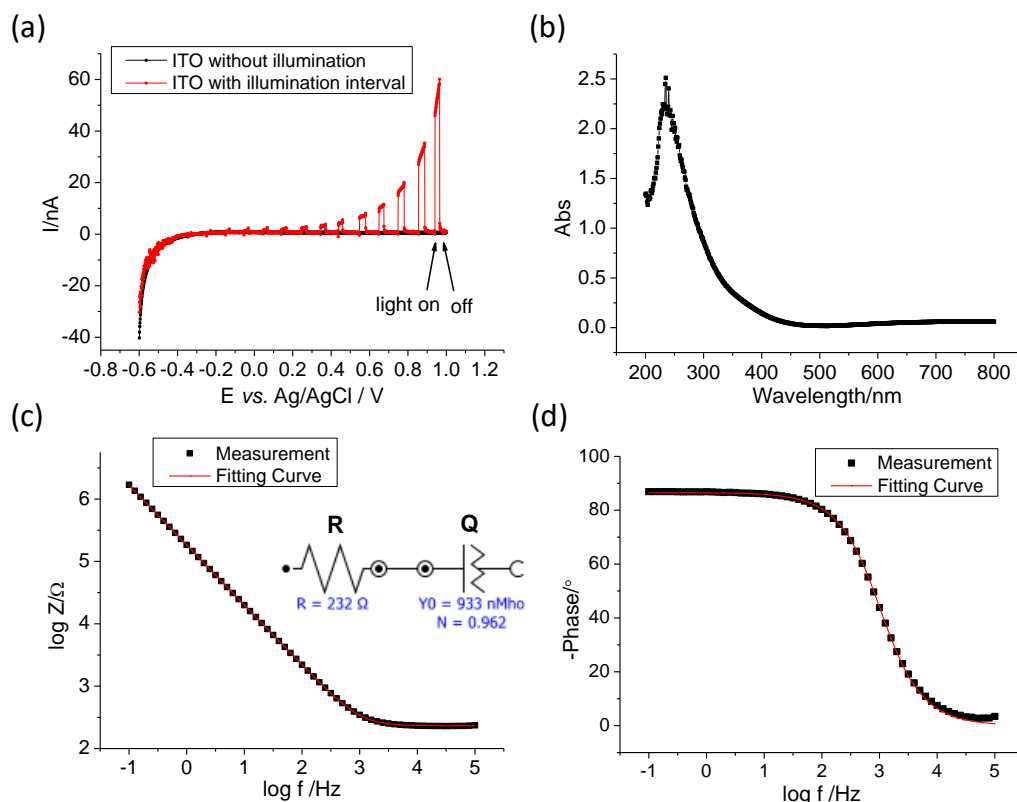 (a)
ITO without illumination
ITO with illumination interval
60
40
20
0
-20
-40
I/nA
light on
off
-0.8 -0.6 -0.4 -0.2 0.0 0.2 0.4 0.6 0.8 1.0 1.2
E vs. Ag/AgCl / V
(b)
2.5
2.0
1.5
1.0
0.5
0.0
Abs
200 300 400 500 600 700 800
Wavelength/nm
(c)
Measurement
Fitting Curve
6
5
4
3
2
log Z/Ω
R
Q
R = 232 Ω
Y0 = 933 nMho
N = 0.962
-1 0 1 2 3 4 5
log f /Hz
(d)
Measurement
Fitting Curve
-100
80
60
40
20
0
-Phase/°
-1 0 1 2 3 4 5
log f /Hz